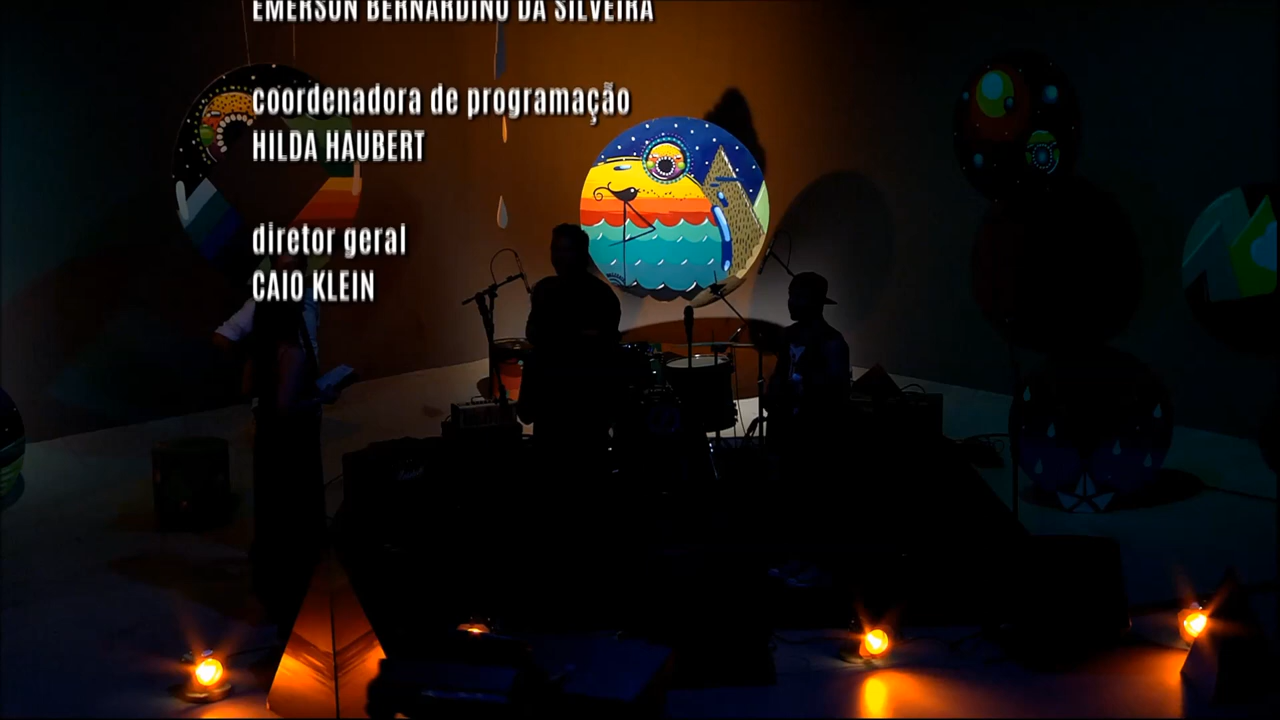 EMERSON BERNARDINO DA SILVEIRA
coordenadora de programação
HILDA HAUBERT
diretor geral
CAIO KLEIN